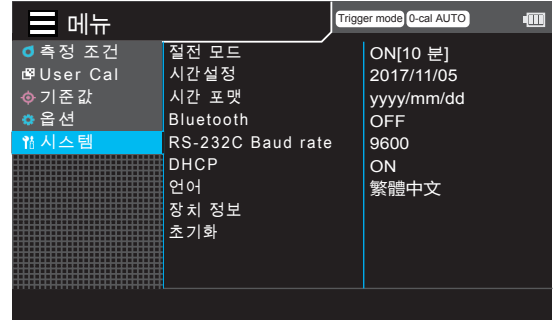 메뉴
Trigger mode 0-cal AUTO
측정 조건
User Cal
기준값
옵션
시스템
절전 모드 ON[10 분]
시간설정 2017/11/05
시간 포맷 yyyy/mm/dd
Bluetooth OFF
RS-232C Baud rate 9600
DHCP ON
언어 繁體中文
장치 정보
초기화